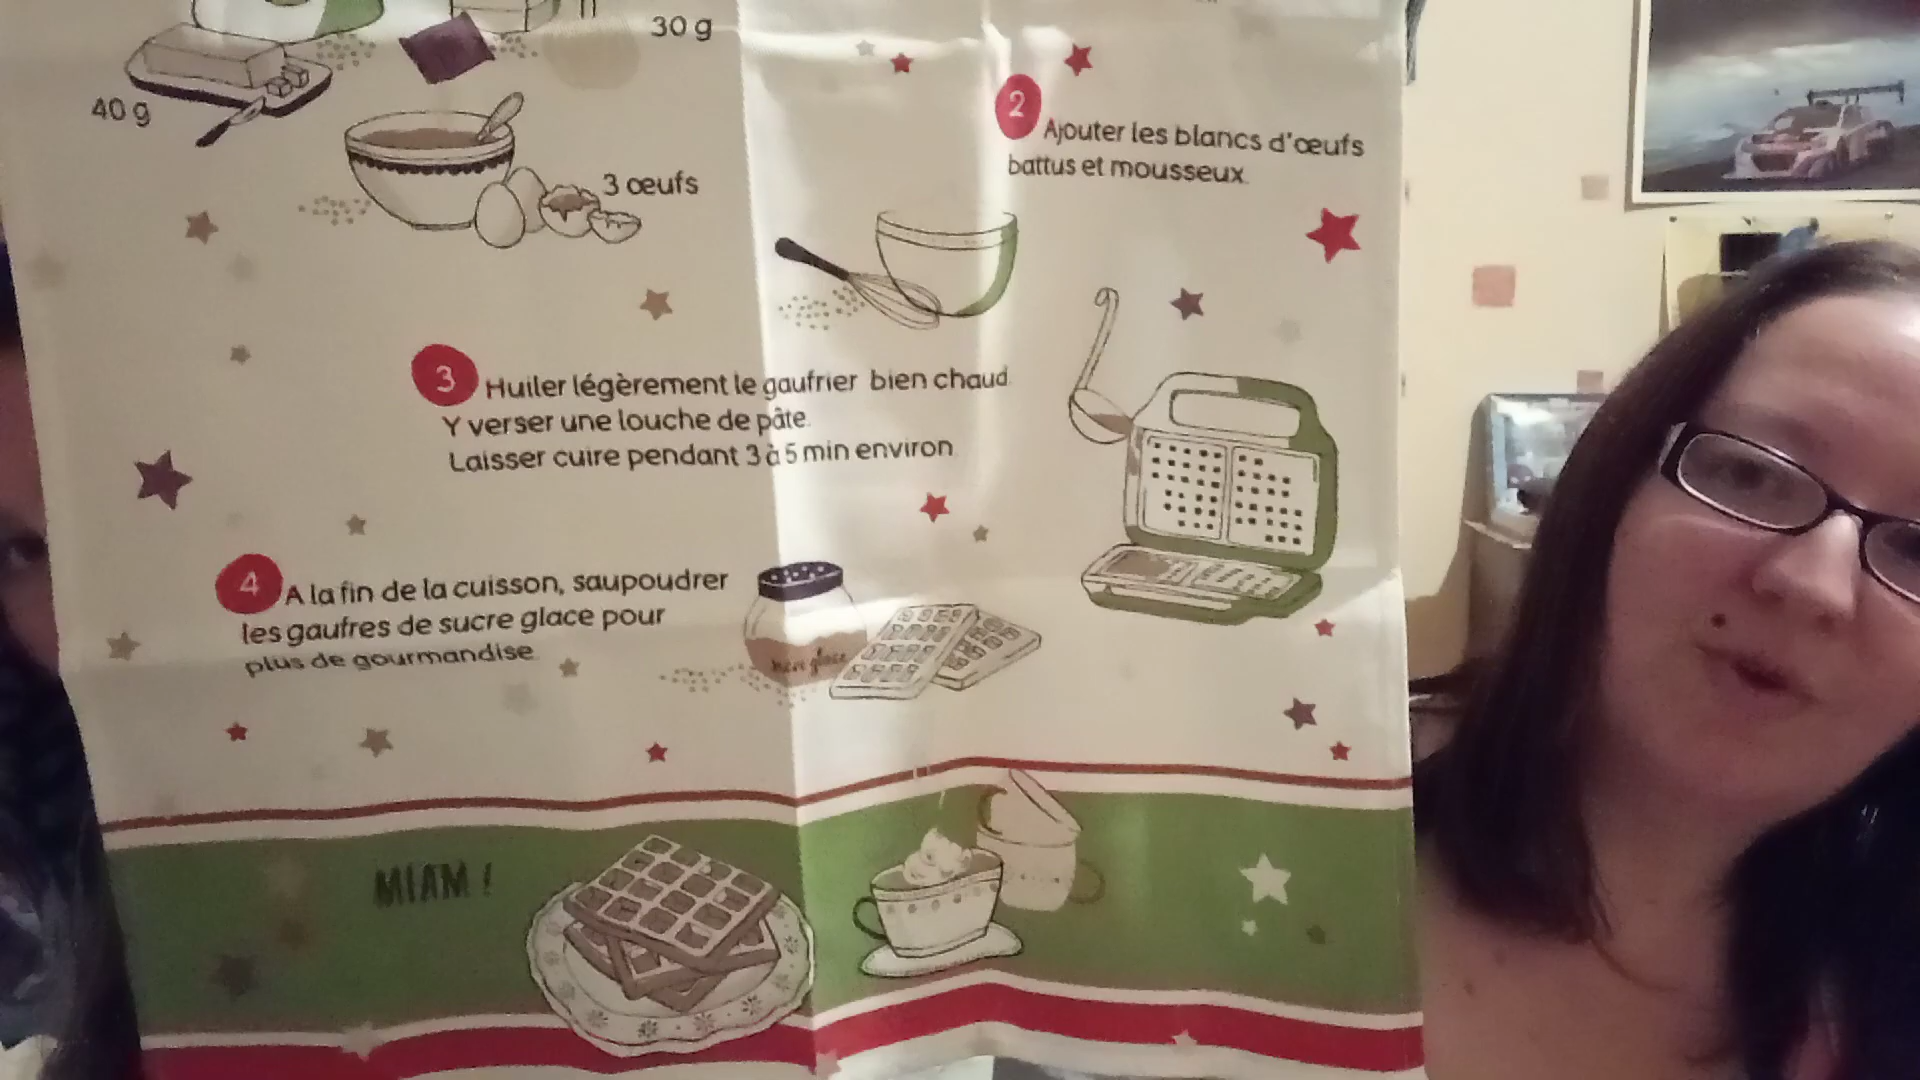 30 g
40 g
3 œufs
2
Ajouter les blancs d'œufs
battus et mousseux.
3
Huiler légèrement le gaufrier bien chaud.
Y verser une louche de pâte.
Laisser cuire pendant 3 à 5 min environ.
4
A la fin de la cuisson, saupoudrer
les gaufres de sucre glace pour
plus de gourmandise.
glace
MIAM !